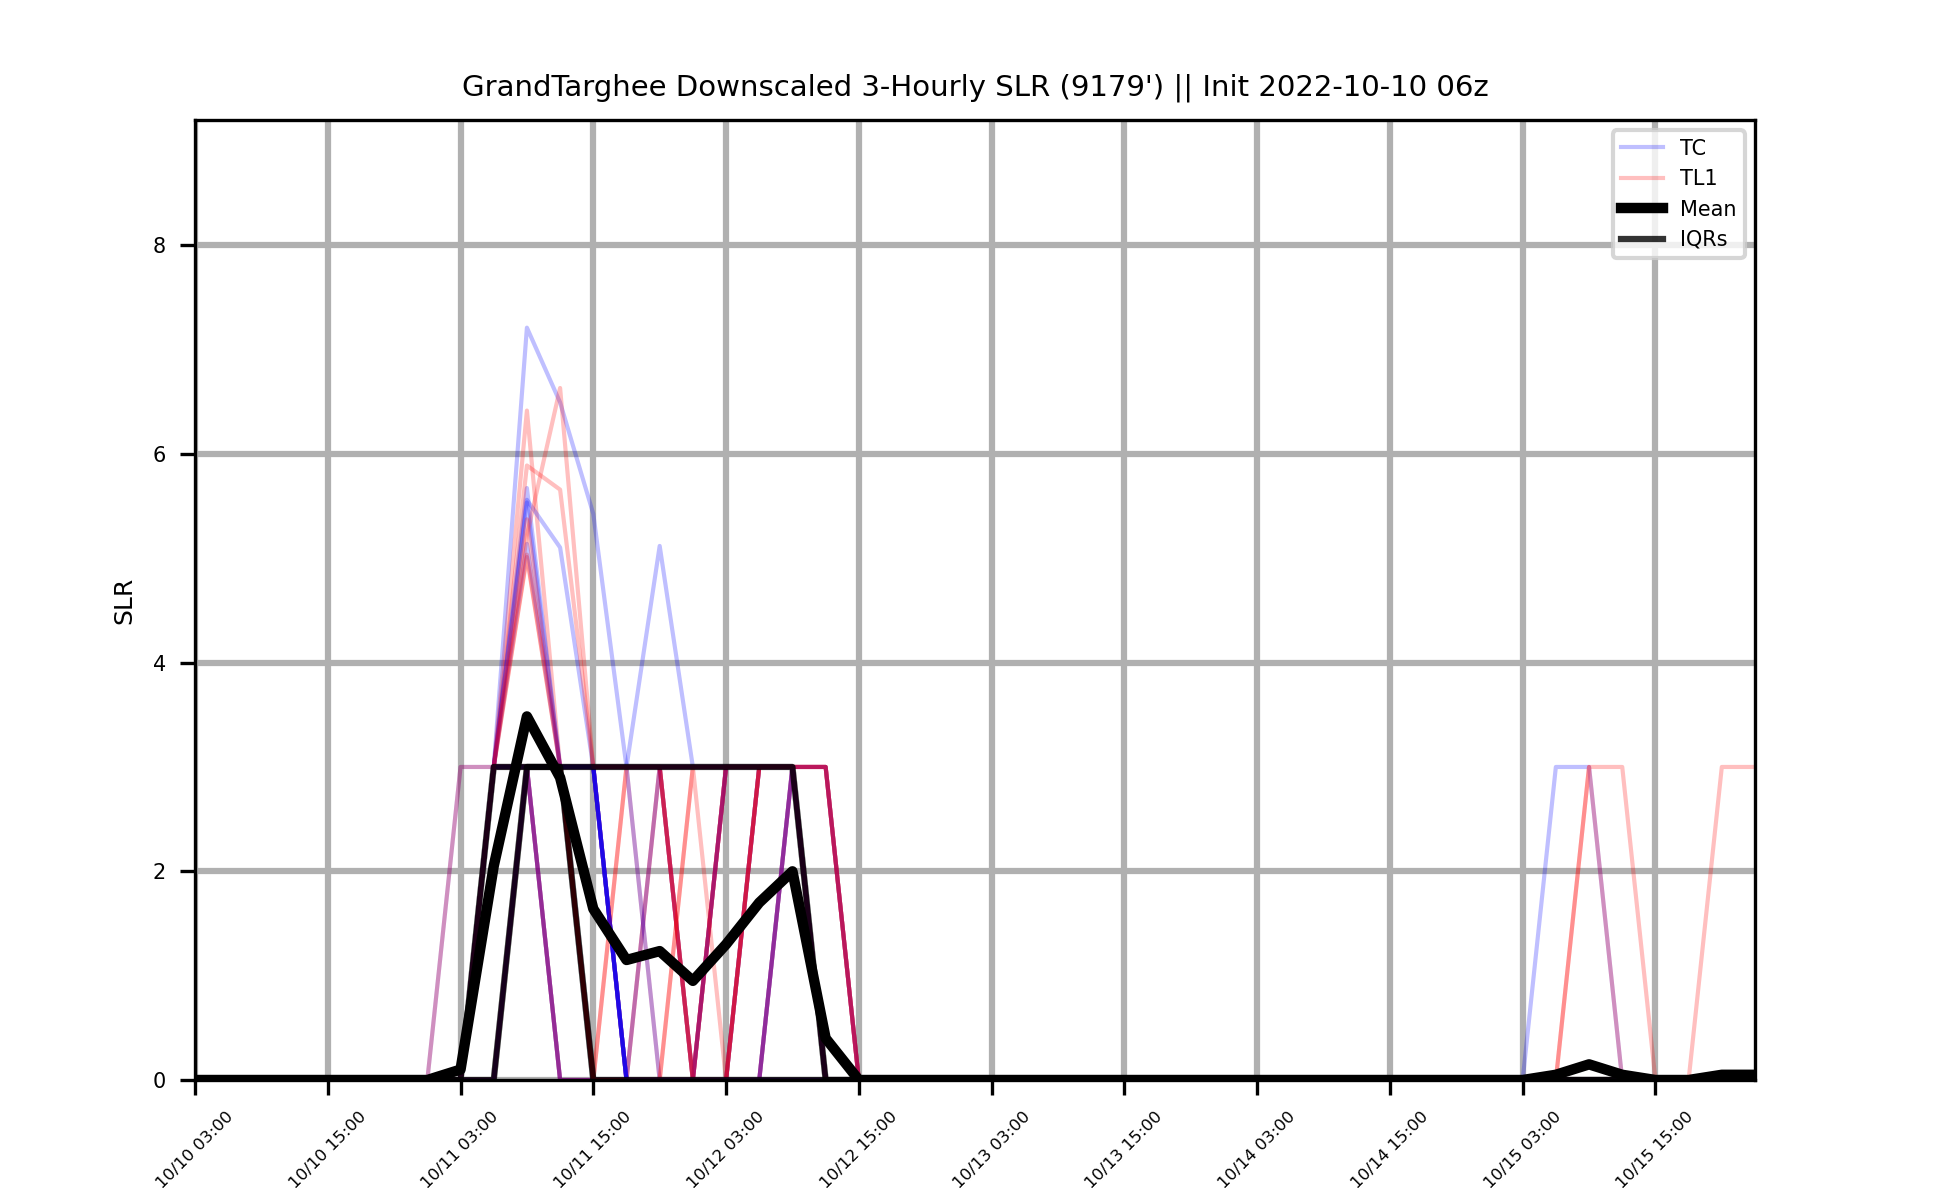 GrandTarghee Downscaled 3-Hourly SLR (9179') || Init 2022-10-10 06z
TC
TL1
Mean
IQRs
SLR
8
6
4
2
0
10/10 03:00
10/10 15:00
10/11 03:00
10/11 15:00
10/12 03:00
10/12 15:00
10/13 03:00
10/13 15:00
10/14 03:00
10/14 15:00
10/15 03:00
10/15 15:00